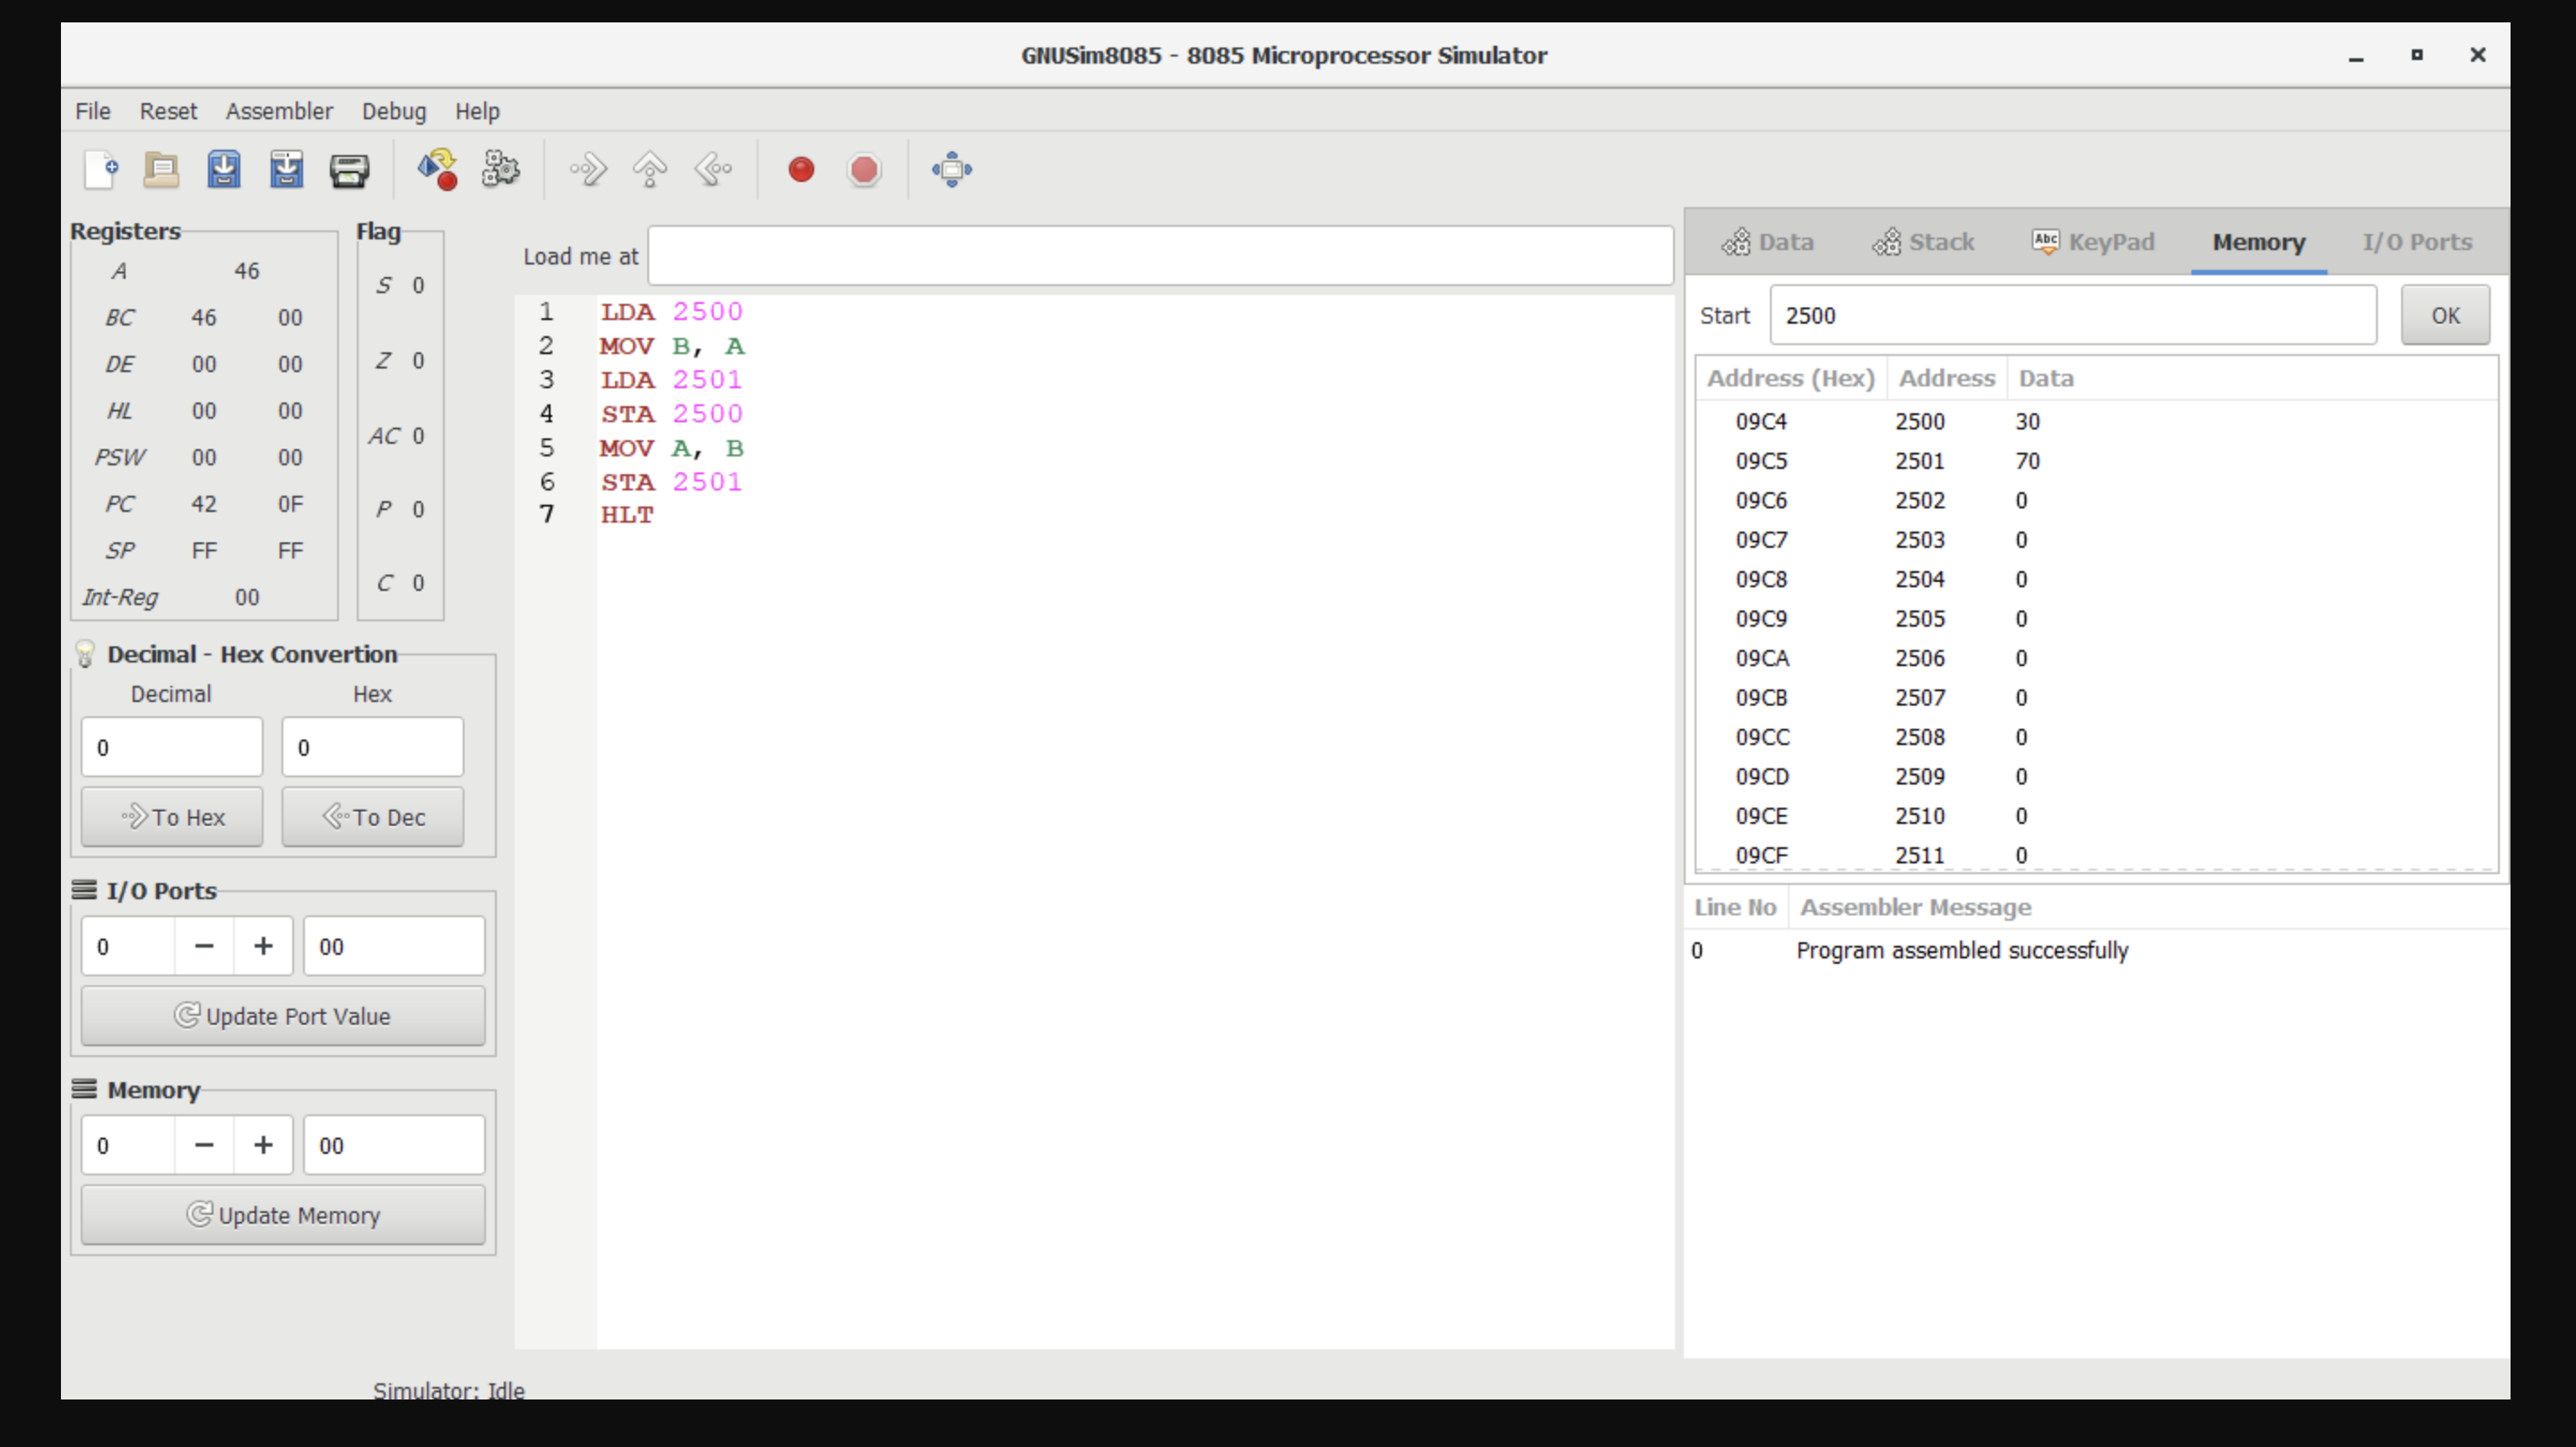 GNUSim8085 - 8085 Microprocessor Simulator
File Reset Assembler Debug Help
Registers
A 46
BC 46 00
DE 00 00
HL 00 00
PSW 00 00
PC 42 0F
SP FF FF
Int-Reg 00
Flag
S 0
Z 0
AC 0
P 0
C 0
Decimal - Hex Convertion
Decimal Hex
0 0
To Hex To Dec
I/O Ports
0 − + 00
Update Port Value
Memory
0 − + 00
Update Memory
Load me at
1 LDA 2500
2 MOV B, A
3 LDA 2501
4 STA 2500
5 MOV A, B
6 STA 2501
7 HLT
Data Stack Abc KeyPad Memory I/O Ports
Start 2500 OK
Address (Hex) Address Data
09C4 2500 30
09C5 2501 70
09C6 2502 0
09C7 2503 0
09C8 2504 0
09C9 2505 0
09CA 2506 0
09CB 2507 0
09CC 2508 0
09CD 2509 0
09CE 2510 0
09CF 2511 0
Line No Assembler Message
0 Program assembled successfully
Simulator: Idle